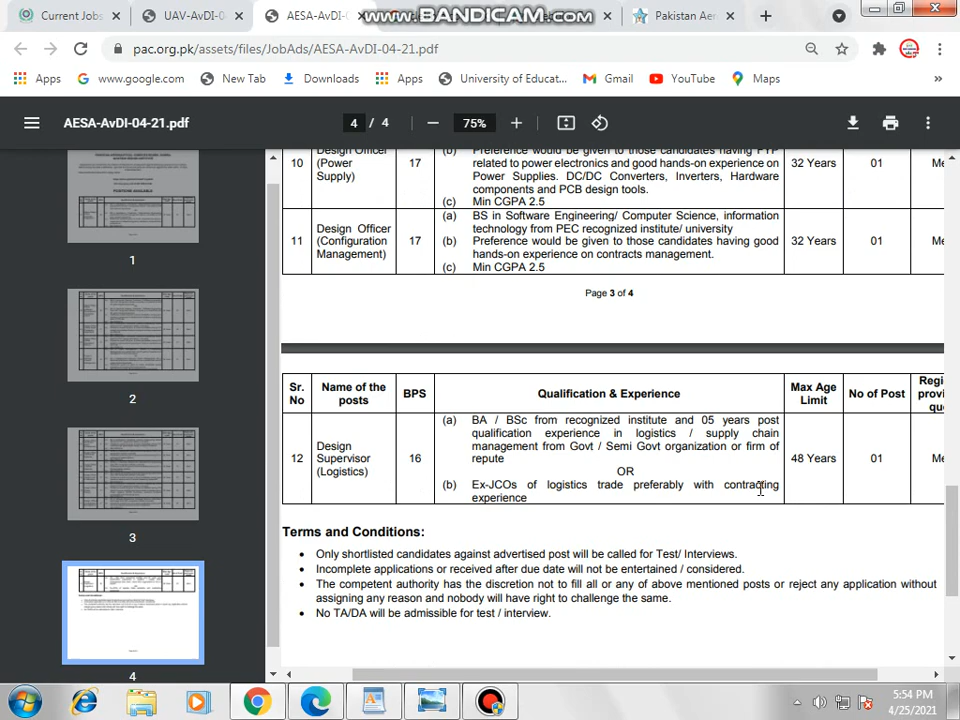 Current Jobs
UAV-AvDI-0
AESA-AvDI-
WWW.BANDICAM.COM
Pakistan Aer
pac.org.pk/assets/files/JobAds/AESA-AvDI-04-21.pdf
Apps
www.google.com
New Tab
Downloads
Apps
University of Educat...
Gmail
YouTube
Maps
»
AESA-AvDI-04-21.pdf
4 / 4
75%
1
2
3
4
10
Design Officer
(Power
Supply)
17
(b) Preference would be given to those candidates having FYP
related to power electronics and good hands-on experience on
Power Supplies. DC/DC Converters, Inverters, Hardware
components and PCB design tools.
(c) Min CGPA 2.5
32 Years
01
Me
11
Design Officer
(Configuration
Management)
17
(a) BS in Software Engineering/ Computer Science, information
technology from PEC recognized institute/ university
(b) Preference would be given to those candidates having good
hands-on experience on contracts management.
(c) Min CGPA 2.5
32 Years
01
Me
Page 3 of 4
Sr.
No
Name of the
posts
BPS
Qualification & Experience
Max Age
Limit
No of Post
Regi
provi
quo
12
Design
Supervisor
(Logistics)
16
(a) BA / BSc from recognized institute and 05 years post
qualification experience in logistics / supply chain
management from Govt / Semi Govt organization or firm of
repute
OR
(b) Ex-JCOs of logistics trade preferably with contracting
experience
48 Years
01
Me
Terms and Conditions:
• Only shortlisted candidates against advertised post will be called for Test/ Interviews.
• Incomplete applications or received after due date will not be entertained / considered.
• The competent authority has the discretion not to fill all or any of above mentioned posts or reject any application without
assigning any reason and nobody will have right to challenge the same.
• No TA/DA will be admissible for test / interview.
5:54 PM
4/25/2021